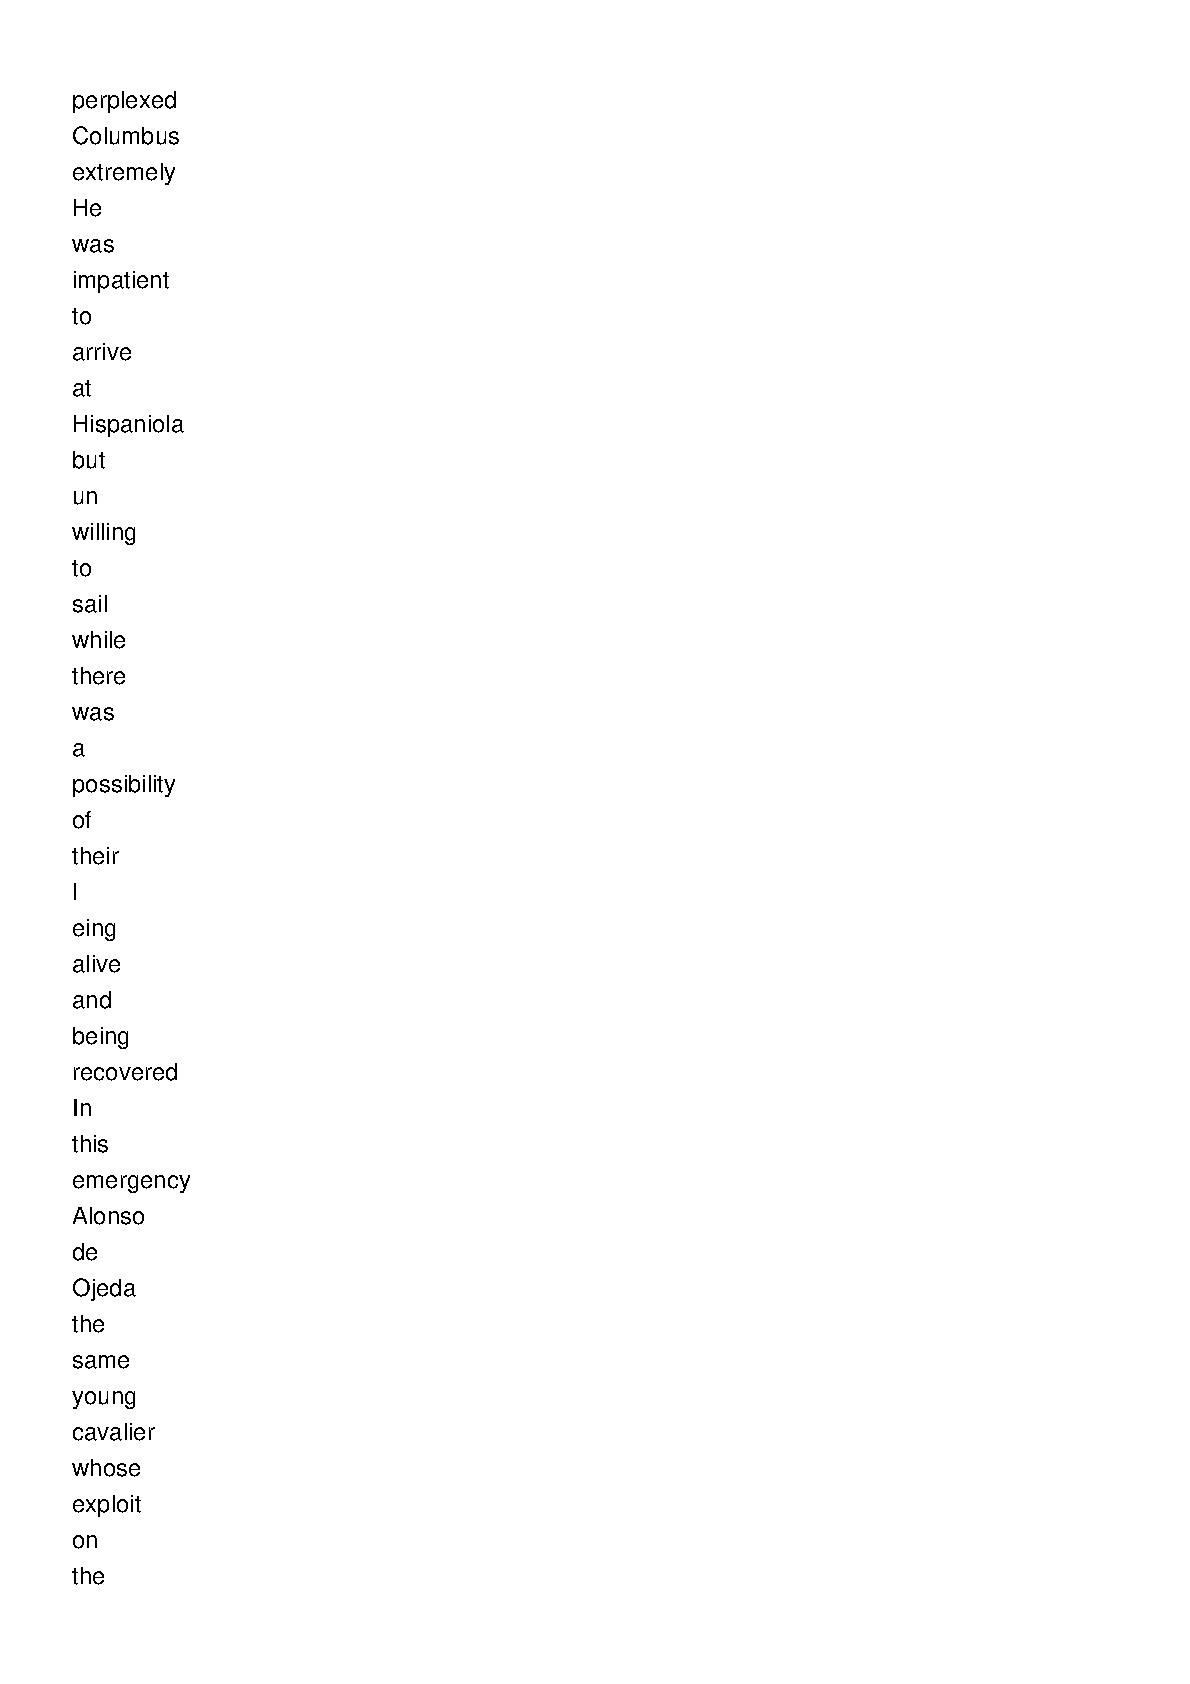 perplexed
Columbus
extremely
He
was
impatient
to
arrive
at
Hispaniola
but
un
willing
to
sail
while
there
was
a
possibility
of
their
I
eing
alive
and
being
recovered
In
this
emergency
Alonso
de
Ojeda
the
same
young
cavalier
whose
exploit
on
the